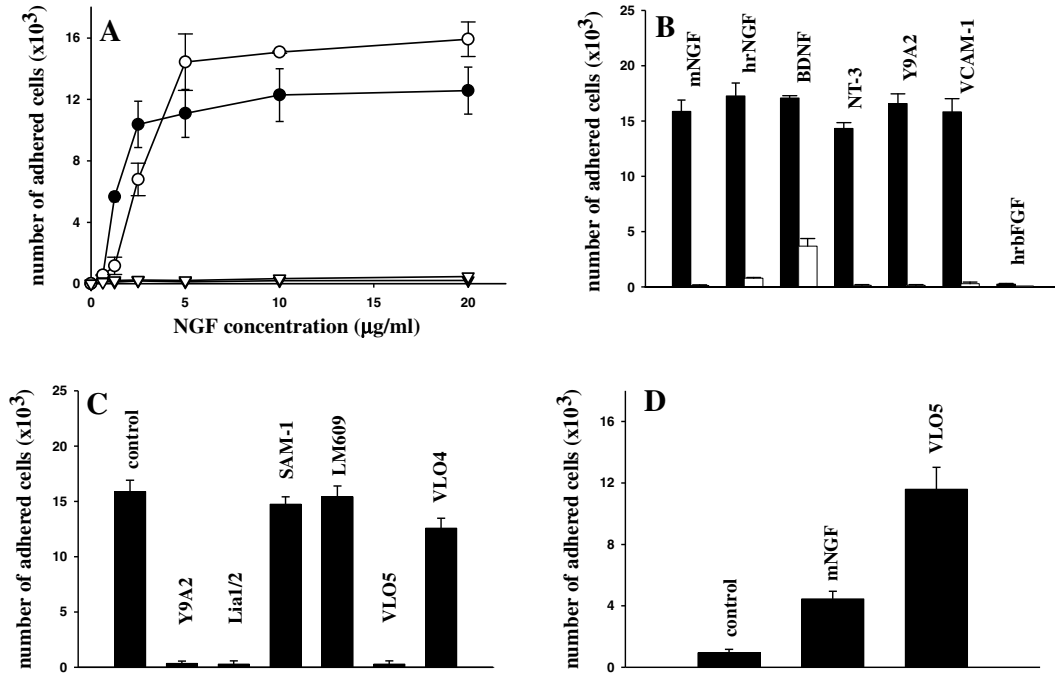 A
number of adhered cells (x10³)
16
12
8
4
0
0
5
10
15
20
NGF concentration (µg/ml)
B
number of adhered cells (x10³)
25
20
15
10
5
0
mNGF
hrNGF
BDNF
NT-3
Y9A2
VCAM-1
hrbFGF
C
number of adhered cells (x10³)
25
20
15
10
5
0
control
Y9A2
Lia1/2
SAM-1
LM609
VLO5
VLO4
D
number of adhered cells (x10³)
16
12
8
4
0
control
mNGF
VLO5